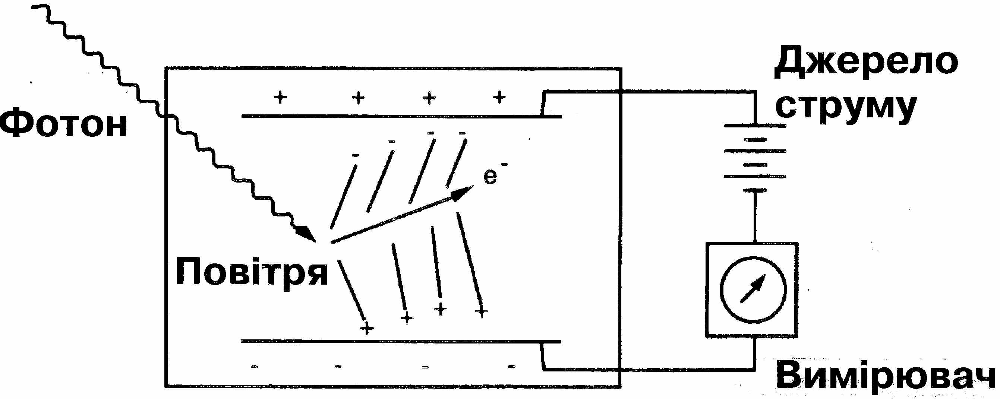 Джерело
струму
Фотон
+ + + +
- - - -
e-
Повітря
+ + + +
- - - -
Вимірювач